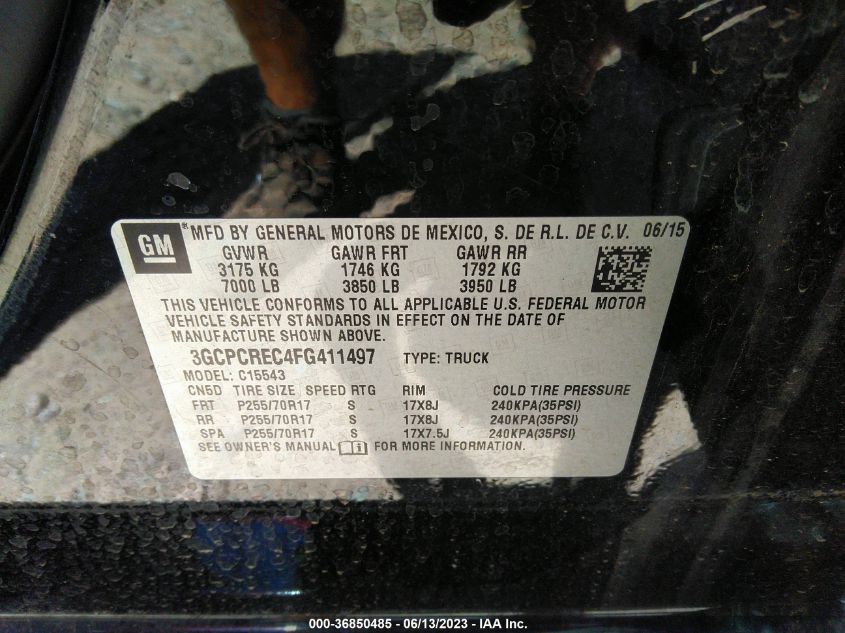 GM ® MFD BY GENERAL MOTORS DE MEXICO, S. DE R.L. DE C.V. 06/15
GVWR GAWR FRT GAWR RR
3175 KG 1746 KG 1792 KG
7000 LB 3850 LB 3950 LB
THIS VEHICLE CONFORMS TO ALL APPLICABLE U.S. FEDERAL MOTOR
VEHICLE SAFETY STANDARDS IN EFFECT ON THE DATE OF
MANUFACTURE SHOWN ABOVE.
3GCPCREC4FG411497 TYPE: TRUCK
MODEL: C15543
CN5D TIRE SIZE SPEED RTG RIM COLD TIRE PRESSURE
FRT P255/70R17 S 17X8J 240KPA(35PSI)
RR P255/70R17 S 17X8J 240KPA(35PSI)
SPA P255/70R17 S 17X7.5J 240KPA(35PSI)
SEE OWNER'S MANUAL FOR MORE INFORMATION.
000-36850485 - 06/13/2023 - IAA Inc.